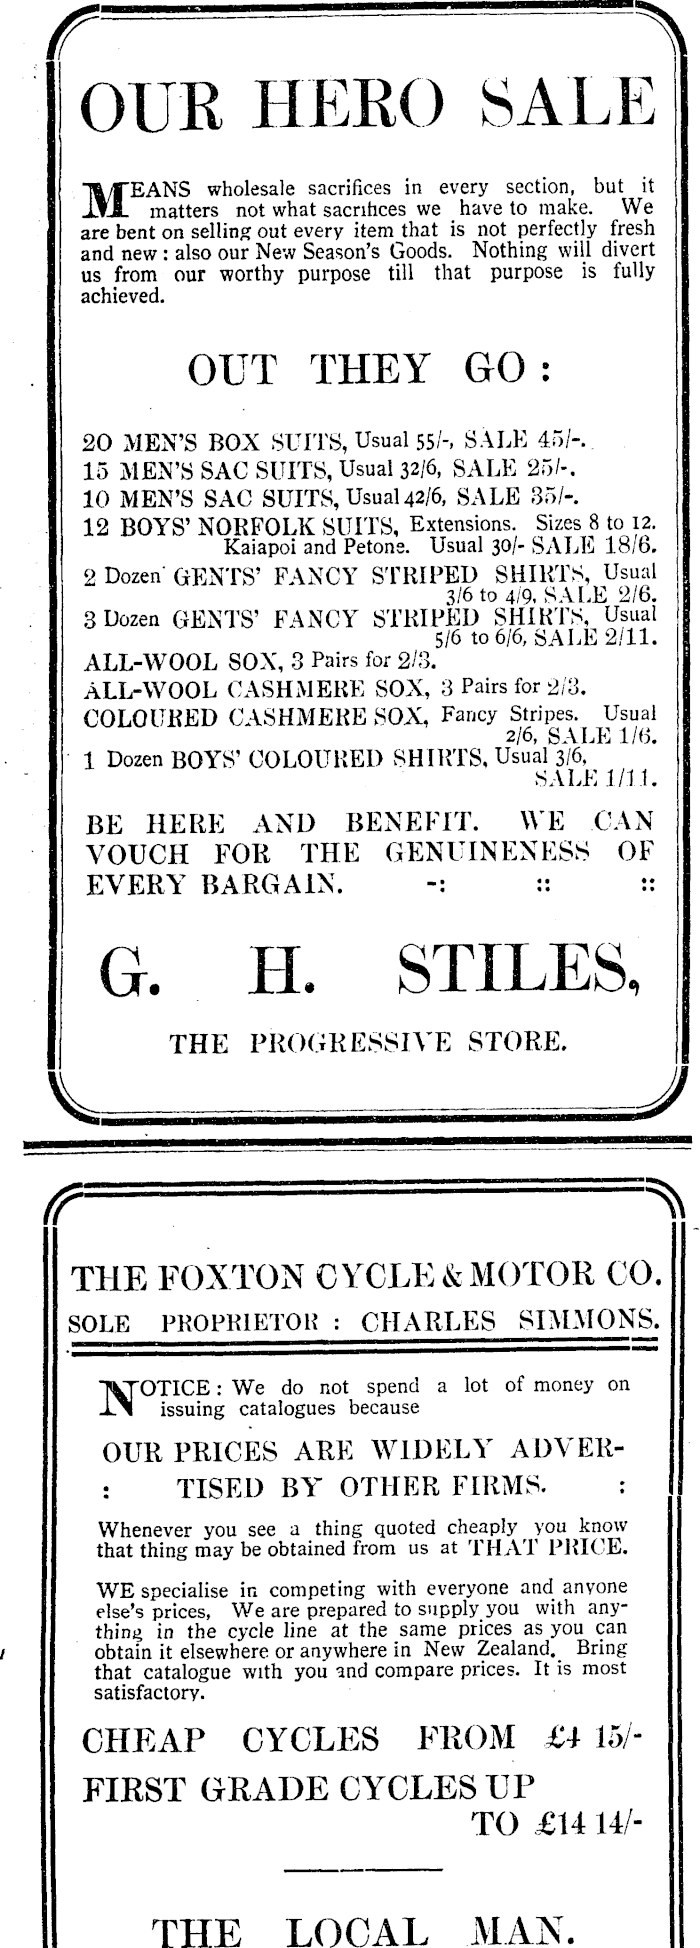 OUR HERO SALE
MEANS wholesale sacrifices in every section, but it
matters not what sacrifices we have to make. We
are bent on selling out every item that is not perfectly fresh
and new : also our New Season's Goods. Nothing will divert
us from our worthy purpose till that purpose is fully
achieved.
OUT THEY GO :
20 MEN'S BOX SUITS, Usual 55/-, SALE 45/-.
15 MEN'S SAC SUITS, Usual 32/6, SALE 25/-.
10 MEN'S SAC SUITS, Usual 42/6, SALE 35/-.
12 BOYS' NORFOLK SUITS, Extensions. Sizes 8 to 12.
Kaiapoi and Petone. Usual 30/- SALE 18/6.
2 Dozen GENTS' FANCY STRIPED SHIRTS, Usual
3/6 to 4/9, SALE 2/6.
3 Dozen GENTS' FANCY STRIPED SHIRTS, Usual
5/6 to 6/6, SALE 2/11.
ALL-WOOL SOX, 3 Pairs for 2/3.
ALL-WOOL CASHMERE SOX, 3 Pairs for 2/3.
COLOURED CASHMERE SOX, Fancy Stripes. Usual
2/6, SALE 1/6.
1 Dozen BOYS' COLOURED SHIRTS, Usual 3/6,
SALE 1/11.
BE HERE AND BENEFIT. WE CAN
VOUCH FOR THE GENUINENESS OF
EVERY BARGAIN. -: :: ::
G. H. STILES,
THE PROGRESSIVE STORE.
THE FOXTON CYCLE & MOTOR CO.
SOLE PROPRIETOR : CHARLES SIMMONS.
NOTICE : We do not spend a lot of money on
issuing catalogues because
OUR PRICES ARE WIDELY ADVER-
: TISED BY OTHER FIRMS. :
Whenever you see a thing quoted cheaply you know
that thing may be obtained from us at THAT PRICE.
WE specialise in competing with everyone and anyone
else's prices, We are prepared to supply you with any-
thing in the cycle line at the same prices as you can
obtain it elsewhere or anywhere in New Zealand. Bring
that catalogue with you and compare prices. It is most
satisfactory.
CHEAP CYCLES FROM £4 15/-
FIRST GRADE CYCLES UP
TO £14 14/-
THE LOCAL MAN.